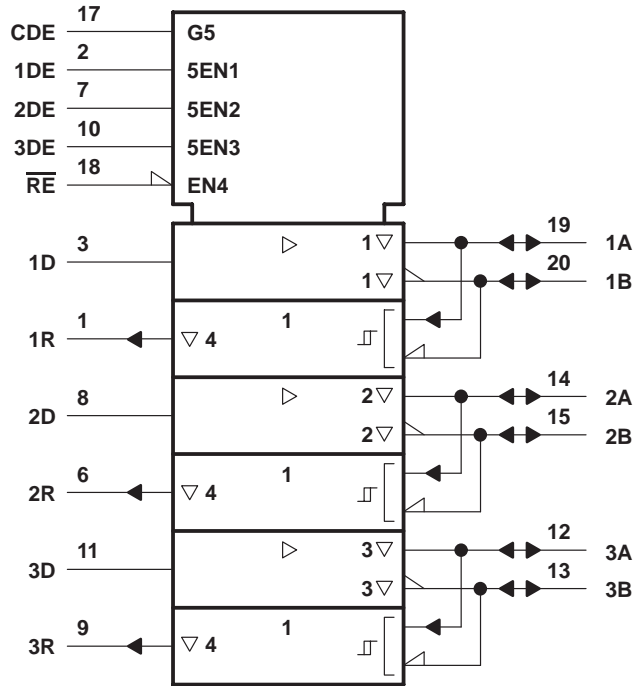 CDE 17 G5
1DE 2 5EN1
2DE 7 5EN2
3DE 10 5EN3
RE 18 EN4
1D 3 1 19 1A
1 20 1B
1R 1 4 1
2D 8 2 14 2A
2 15 2B
2R 6 4 1
3D 11 3 12 3A
3 13 3B
3R 9 4 1